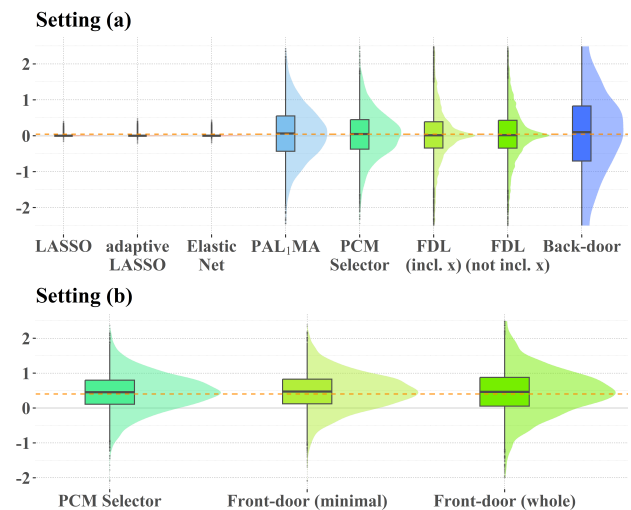 Setting (a)
2
1
0
-1
-2
LASSO adaptive Elastic PAL₁MA PCM FDL FDL Back-door
LASSO Net Selector (incl. x) (not incl. x)
Setting (b)
2
1
0
-1
-2
PCM Selector Front-door (minimal) Front-door (whole)